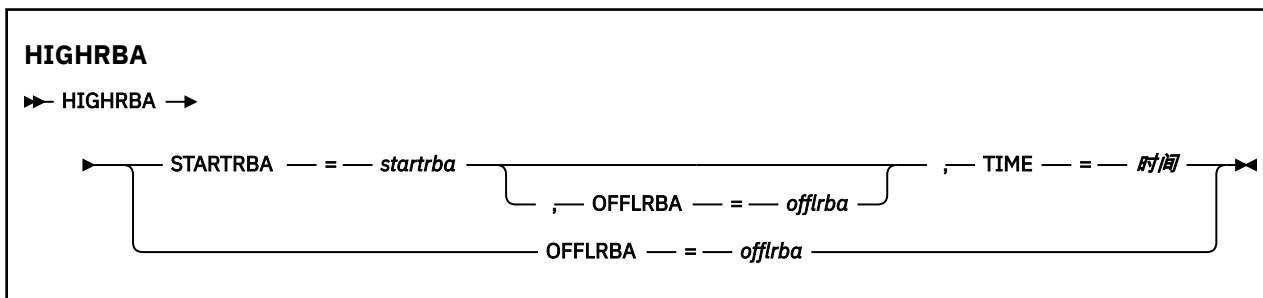 HIGHRBA
HIGHRBA
STARTRBA = startrba , TIME = 时间
, OFFLRBA = offlrba
OFFLRBA = offlrba